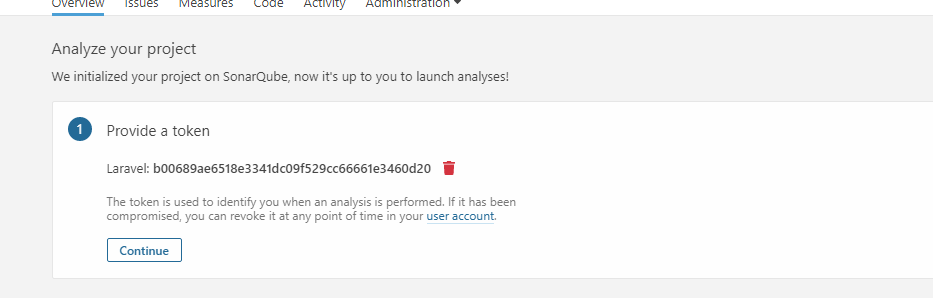 Overview Issues Measures Code Activity Administration
Analyze your project
We initialized your project on SonarQube, now it's up to you to launch analyses!
1 Provide a token
Laravel: b00689ae6518e3341dc09f529cc66661e3460d20
The token is used to identify you when an analysis is performed. If it has been
compromised, you can revoke it at any point of time in your user account.
Continue